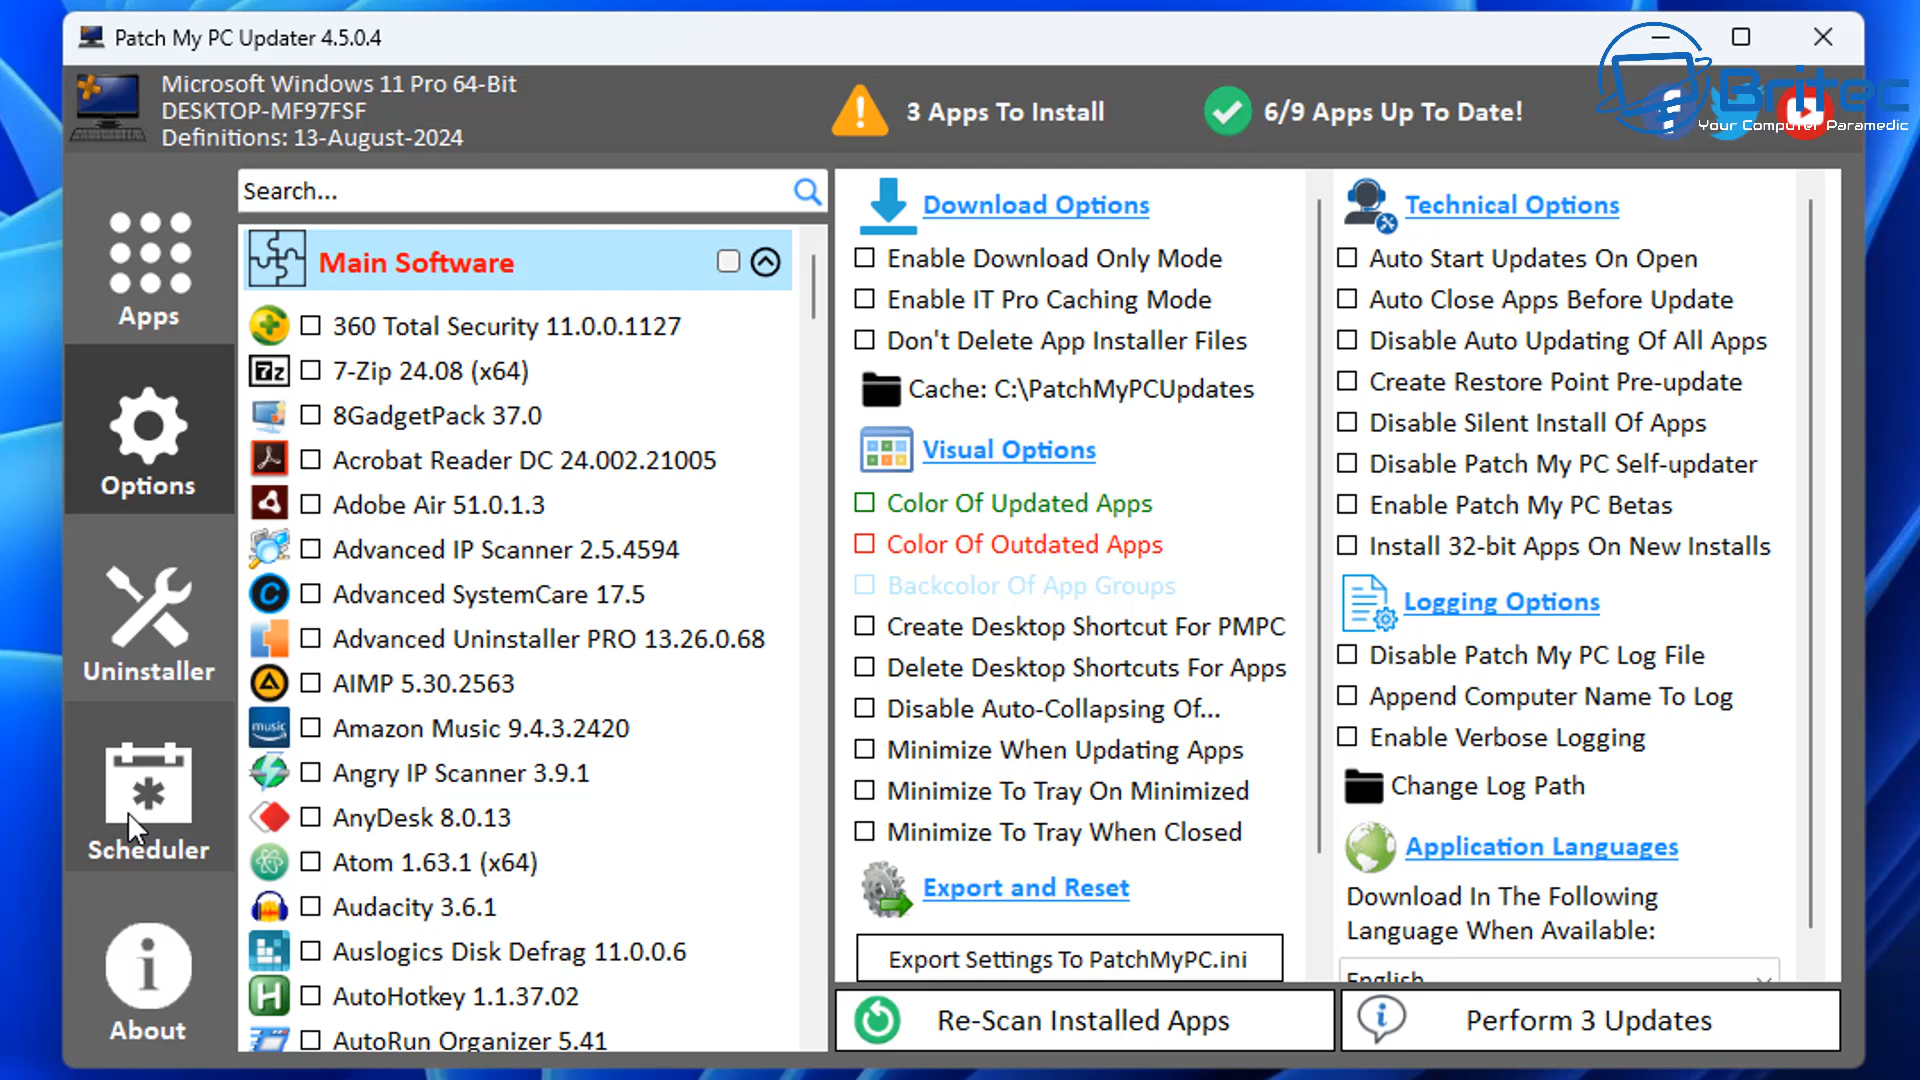 Patch My PC Updater 4.5.0.4
Microsoft Windows 11 Pro 64-Bit
DESKTOP-MF97FSF
Definitions: 13-August-2024
3 Apps To Install
6/9 Apps Up To Date!
Britec
Your Computer Paramedic
Apps
Options
Uninstaller
Scheduler
About
Search...
Main Software
360 Total Security 11.0.0.1127
7-Zip 24.08 (x64)
8GadgetPack 37.0
Acrobat Reader DC 24.002.21005
Adobe Air 51.0.1.3
Advanced IP Scanner 2.5.4594
Advanced SystemCare 17.5
Advanced Uninstaller PRO 13.26.0.68
AIMP 5.30.2563
music
Amazon Music 9.4.3.2420
Angry IP Scanner 3.9.1
AnyDesk 8.0.13
Atom 1.63.1 (x64)
Audacity 3.6.1
Auslogics Disk Defrag 11.0.0.6
AutoHotkey 1.1.37.02
AutoRun Organizer 5.41
Download Options
Enable Download Only Mode
Enable IT Pro Caching Mode
Don't Delete App Installer Files
Cache: C:\PatchMyPCUpdates
Visual Options
Color Of Updated Apps
Color Of Outdated Apps
Backcolor Of App Groups
Create Desktop Shortcut For PMPC
Delete Desktop Shortcuts For Apps
Disable Auto-Collapsing Of...
Minimize When Updating Apps
Minimize To Tray On Minimized
Minimize To Tray When Closed
Export and Reset
Export Settings To PatchMyPC.ini
Technical Options
Auto Start Updates On Open
Auto Close Apps Before Update
Disable Auto Updating Of All Apps
Create Restore Point Pre-update
Disable Silent Install Of Apps
Disable Patch My PC Self-updater
Enable Patch My PC Betas
Install 32-bit Apps On New Installs
Logging Options
Disable Patch My PC Log File
Append Computer Name To Log
Enable Verbose Logging
Change Log Path
Application Languages
Download In The Following
Language When Available:
English
Re-Scan Installed Apps
Perform 3 Updates